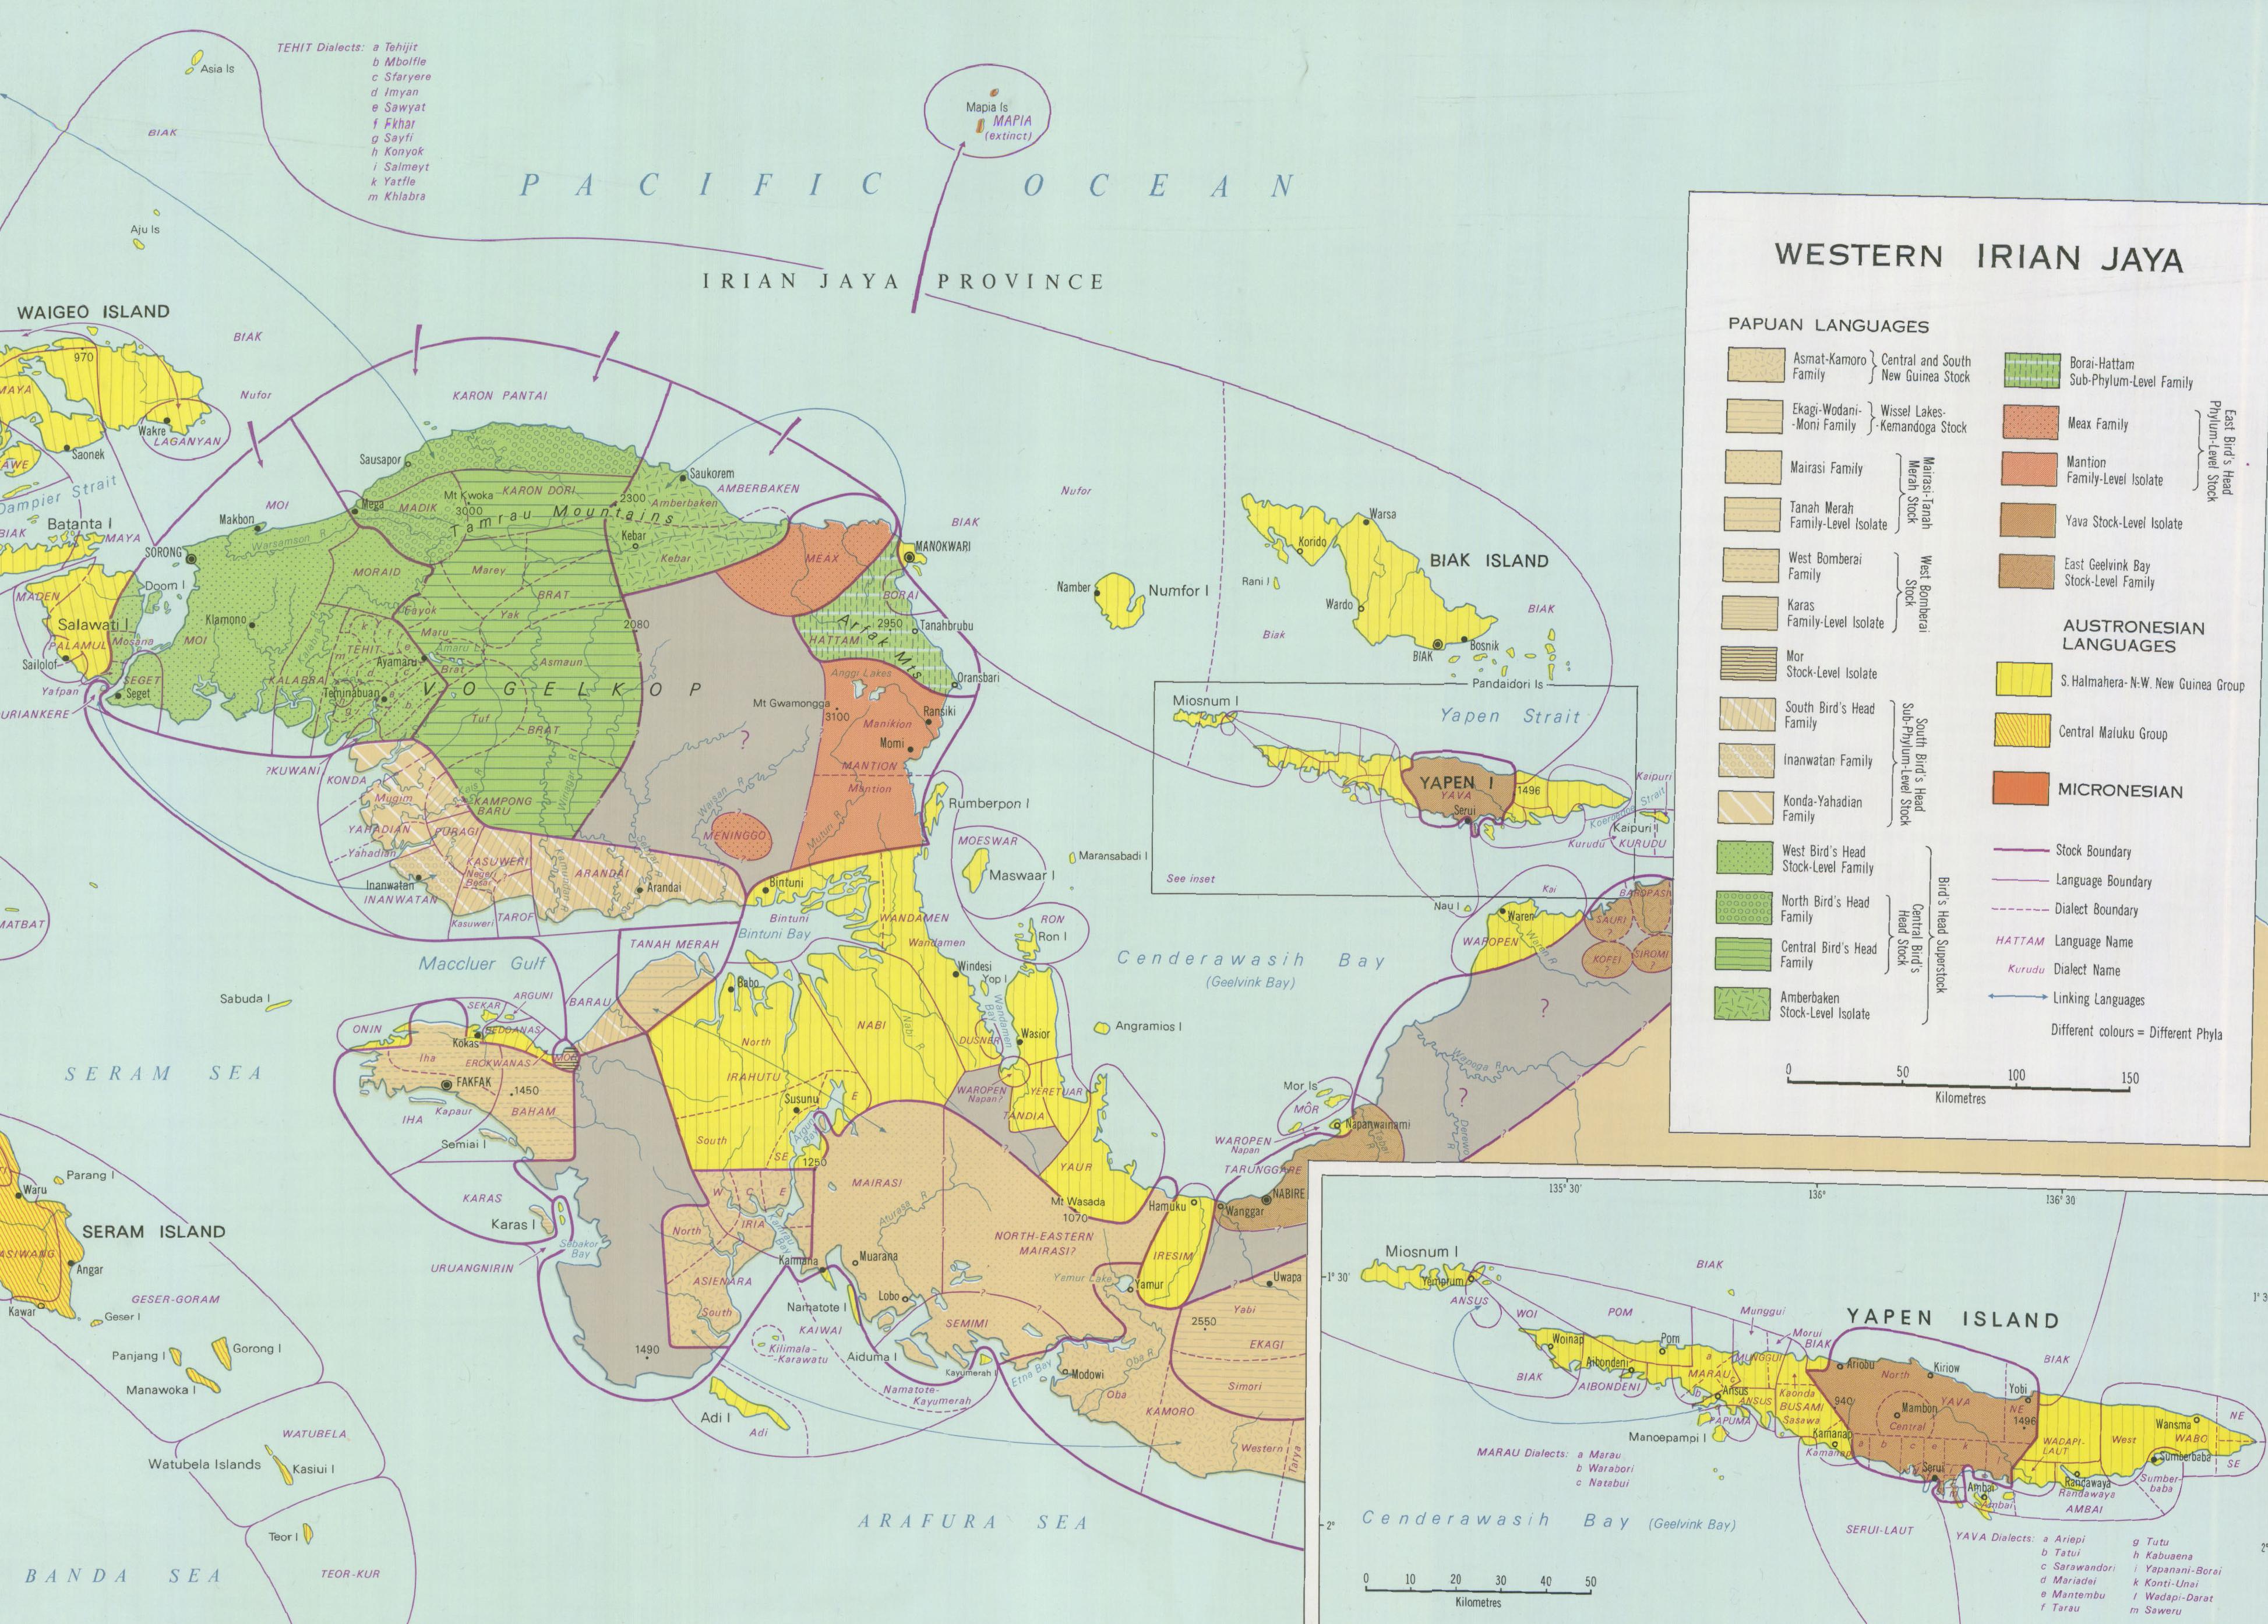 TEHIT Dialects: a Tehijit
b Mbolfle
c Sfaryere
d Imyan
e Sawyat
f Fkhar
g Sayfi
h Konyok
i Salmeyt
k Yatfle
m Khlabra
Asia Is
BIAK
Aju Is
Mapia Is
MAPIA
(extinct)
PACIFIC OCEAN
IRIAN JAYA PROVINCE
WAIGEO ISLAND
BIAK
Nufor
970
MAYA
Wakre
LAGANYAN
Saonek
Dampier Strait
BIAK
Batanta I
MAYA
MOI
Makbon
SORONG
Doom I
MADEN
Salawati I
PALAMUL
Mosana
Sailolof
Yafpan
SEGET
Seget
DURIANKERE
KARON PANTAI
Sausapor
Mega
MADIK
Mt Kwoka
3000
KARON DORI
2300
Tamrau Mountains
Saukorem
AMBERBAKEN
Amberbaken
Kebar
Kebar
Warsamson R
MORAID
Marey
BRAT
Yak
Fayok
Maru
Klamono
MOI
KALABRA
TEHIT
Ayamaru
Brat
Asmaun
Teminabuan
VOGELKOP
Tuf
BRAT
2080
MEAX
MANOKWARI
BIAK
BORAI
2950
Tanahbrubu
HATTAM
Arfak Mts
Oransbari
Anggi Lakes
Mt Gwamongga
3100
Manikion
Ransiki
Momi
MANTION
Mantion
?
MENINGGO
?
Muturi R
Rumberpon I
?KUWANI
KONDA
Mugim
KAMPONG
BARU
YAHADIAN
PURAGI
Yahadian
KASUWERI
Negeri
Besar
Inanwatan
INANWATAN
Kasuweri
TAROF
ARANDAI
Arandai
Bintuni
Bintuni
Bintuni Bay
WANDAMEN
Wandamen
MOESWAR
Maswaar I
Maransabadi I
RON
Ron I
Windesi
Yop I
Wandamen
Bay
Wasior
Angramios I
Cenderawasih Bay
(Geelvink Bay)
Nufor
Namber
Numfor I
Korido
Warsa
BIAK ISLAND
Rani I
Wardo
Biak
BIAK
Bosnik
BIAK
Pandaidori Is
Miosnum I
Yapen Strait
YAPEN I
YAVA
Serui
1496
Kaipuri
Kaipuri I
Kurudu
KURUDU
See inset
Kai
Nau I
Waren
WAROPEN
BAROPASI
SAURI
?
KOFEI
?
SIROMI
?
?
Wapoga R
?
Derewo
R
MATBAT
Maccluer Gulf
TANAH MERAH
Sabuda I
ARGUNI
SEKAR
BARAU
ONIN
BEDOANAS
Kokas
EROKWANAS
MOR
Iha
FAKFAK
1450
IHA
Kapaur
BAHAM
Semiai I
Babo
NABI
Nabi R
North
IRAHUTU
DUSNER
WAROPEN
Napan?
YERETUAR
TANDIA
Susunu
E
Arguni
Bay
South
SE
1250
YAUR
Mt Wasada
1070
Hamuku
IRESIM
Mor Is
MÔR
Napanwainami
WAROPEN
Napan
TARUNGGARE
NABIRE
Wanggar
KARAS
Karas I
Sebakor
Bay
URUANGNIRIN
W
C
E
IRIA
North
ASIENARA
South
1490
Kaimana
MAIRASI
Aturasa R
Muarana
Lobo
NORTH-EASTERN
MAIRASI?
SEMIMI
Yamur Lake
Yamur
Namatote I
KAIWAI
Kilimala-
-Karawatu
Aiduma I
Namatote-
Kayumerah
Kayumerah I
Etna Bay
Modowi
Oba R
Oba
KAMORO
Uwapa
Yabi
2550
EKAGI
Simori
Western
Tarya
Adi I
Adi
SERAM SEA
Parang I
Waru
SERAM ISLAND
ASIWANG
Angar
Kawar
Geser I
GESER-GORAM
Panjang I
Gorong I
Manawoka I
WATUBELA
Watubela Islands
Kasiui I
Teor I
TEOR-KUR
BANDA SEA
ARAFURA SEA
WESTERN IRIAN JAYA
PAPUAN LANGUAGES
Asmat-Kamoro
Family
Central and South
New Guinea Stock
Ekagi-Wodani-
-Moni Family
Wissel Lakes-
-Kemandoga Stock
Mairasi Family
Tanah Merah
Family-Level Isolate
Mairasi-Tanah
Merah Stock
West Bomberai
Family
Karas
Family-Level Isolate
West Bomberai
Stock
Mor
Stock-Level Isolate
South Bird's Head
Family
Inanwatan Family
Konda-Yahadian
Family
South Bird's Head
Sub-Phylum-Level Stock
West Bird's Head
Stock-Level Family
North Bird's Head
Family
Central Bird's Head
Family
Central Bird's
Head Stock
Amberbaken
Stock-Level Isolate
Bird's Head Superstock
Borai-Hattam
Sub-Phylum-Level Family
Meax Family
Mantion
Family-Level Isolate
East Bird's Head
Phylum-Level Stock
Yava Stock-Level Isolate
East Geelvink Bay
Stock-Level Family
AUSTRONESIAN
LANGUAGES
S. Halmahera-N.W. New Guinea Group
Central Maluku Group
MICRONESIAN
Stock Boundary
Language Boundary
Dialect Boundary
HATTAM Language Name
Kurudu Dialect Name
Linking Languages
Different colours = Different Phyla
0 50 100 150
Kilometres
135° 30'
136°
136° 30'
1° 30'
2°
Miosnum I
Yemprum
ANSUS
WOI
POM
BIAK
Munggui
YAPEN ISLAND
Morui
BIAK
BIAK
Woinap
Pom
Aibondeni
BIAK
AIBONDENI
MUNGGUI
MARAU
Ansus
ANSUS
PAPUMA
Manoepampi I
Kaonda
BUSAMI
Sasawa
Kamanap
Kamanap
Ariobu
Kiriow
North
YAVA
Yobi
NE
1496
940
Mambon
Central
Serui
Ambai
Ambai
WADAPI-
LAUT
West
Wansma
WABO
NE
SE
Sumberbaba
Sumber-
baba
Randawaya
Randawaya
AMBAI
MARAU Dialects: a Marau
b Warabori
c Natabui
Cenderawasih Bay (Geelvink Bay)
SERUI-LAUT
YAVA Dialects: a Ariepi
b Tatui
c Sarawandori
d Mariadei
e Mantembu
f Tarau
g Tutu
h Kabuaena
i Yapanani-Borai
k Konti-Unai
l Wadapi-Darat
m Saweru
0 10 20 30 40 50
Kilometres